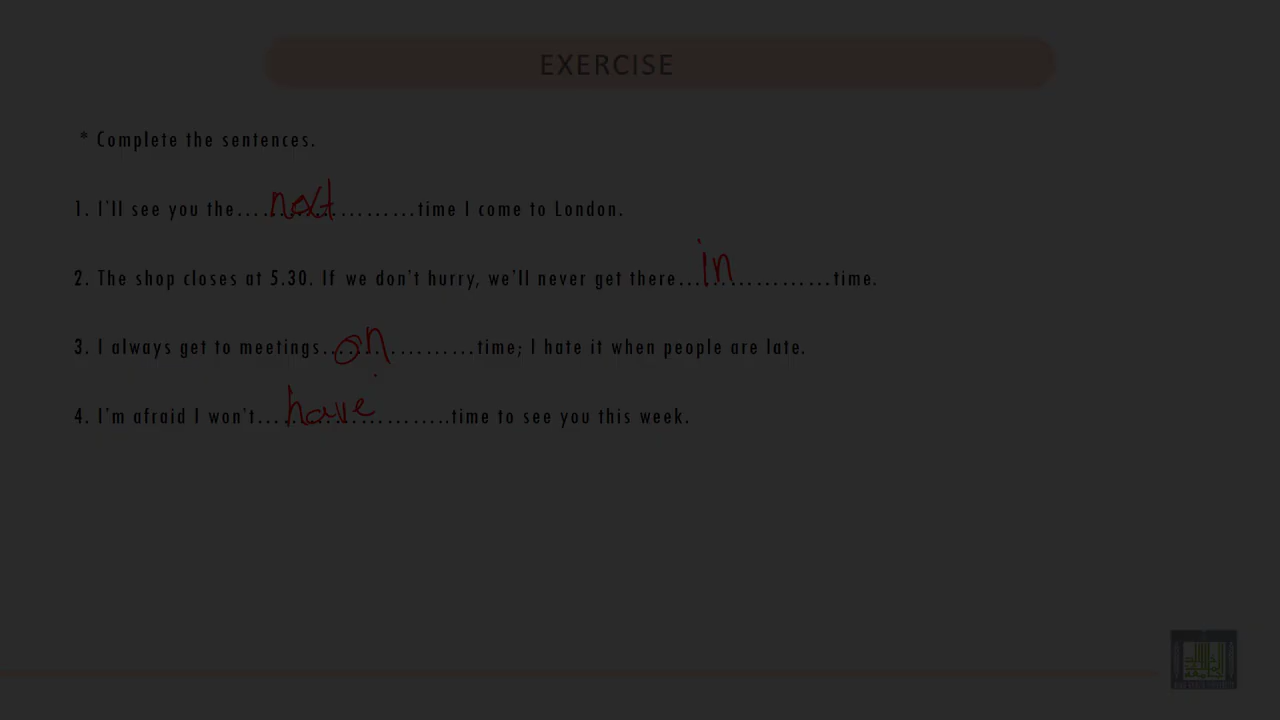 EXERCISE
* Complete the sentences.
1. I'll see you the....next....time I come to London.
2. The shop closes at 5.30. If we don't hurry, we'll never get there...in....time.
3. I always get to meetings...on....time; I hate it when people are late.
4. I'm afraid I won't...have....time to see you this week.